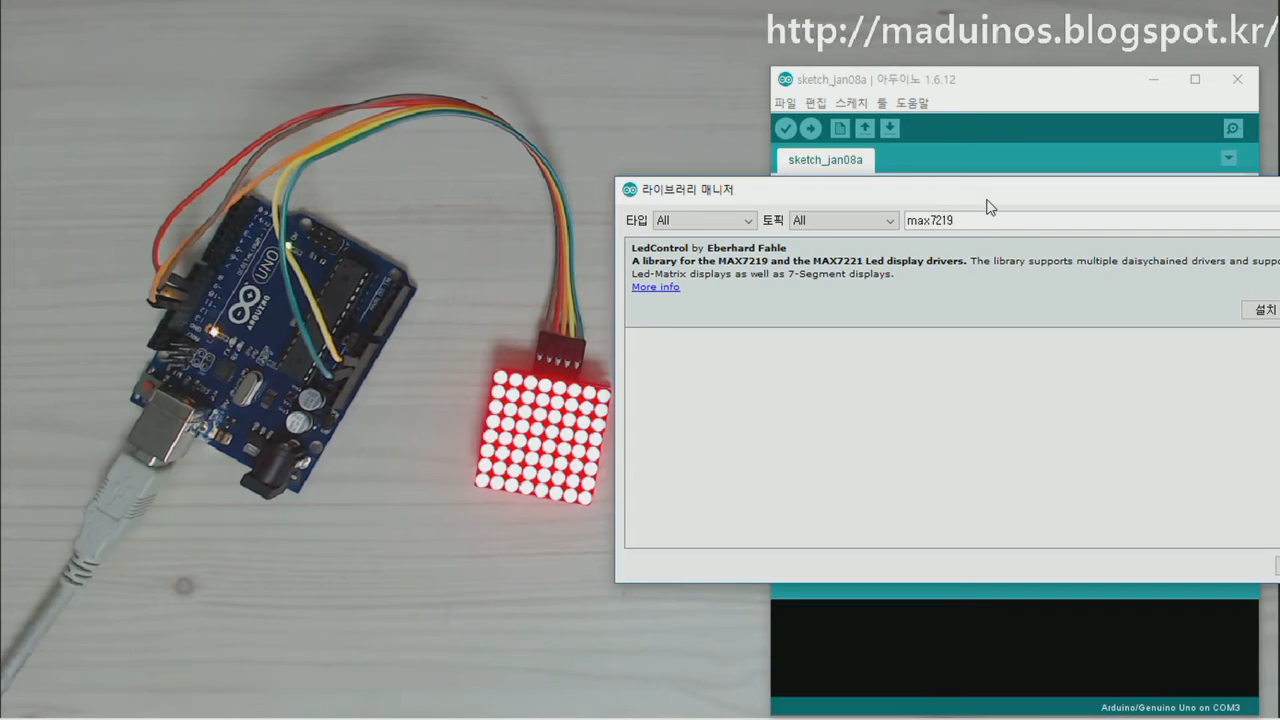 http://maduinos.blogspot.kr/
sketch_jan08a | 아두이노 1.6.12
파일 편집 스케치 툴 도움말
sketch_jan08a
라이브러리 매니저
타입 All 토픽 All max7219
LedControl by Eberhard Fahle
A library for the MAX7219 and the MAX7221 Led display drivers. The library supports multiple daisychained drivers and suppo
Led-Matrix displays as well as 7-Segment displays.
More info
설치
UNO
ARDUINO
Arduino/Genuino Uno on COM3